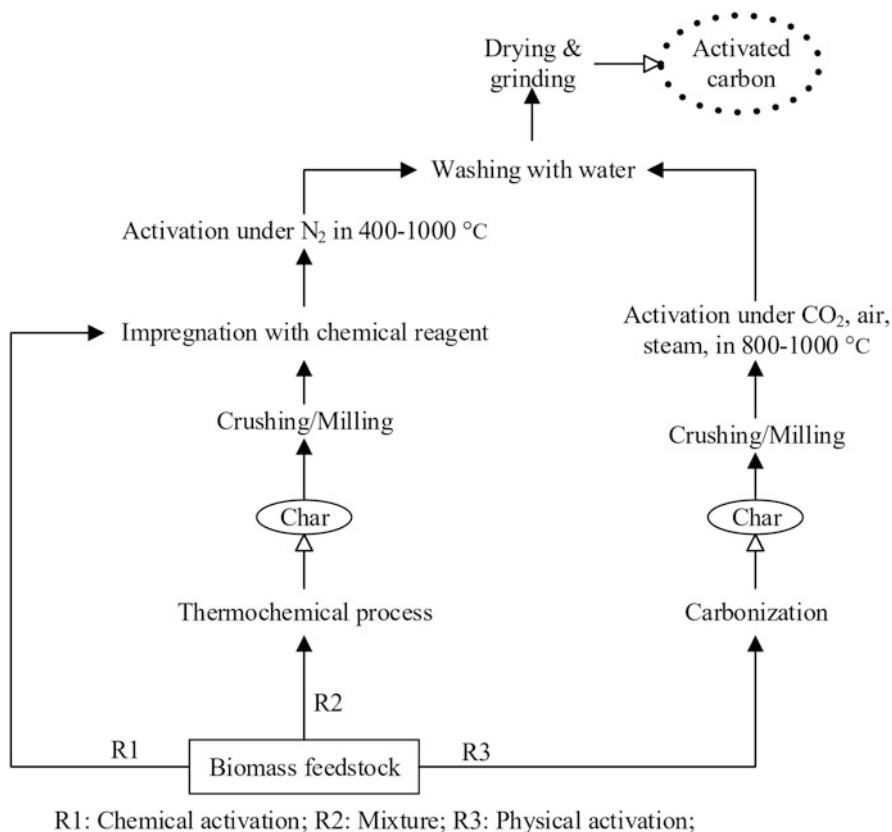 Drying &
grinding
Activated
carbon
Washing with water
Activation under N₂ in 400-1000 °C
Impregnation with chemical reagent
Activation under CO₂, air,
steam, in 800-1000 °C
Crushing/Milling
Crushing/Milling
Char
Char
Thermochemical process
Carbonization
R2
R1
R3
Biomass feedstock
R1: Chemical activation; R2: Mixture; R3: Physical activation;